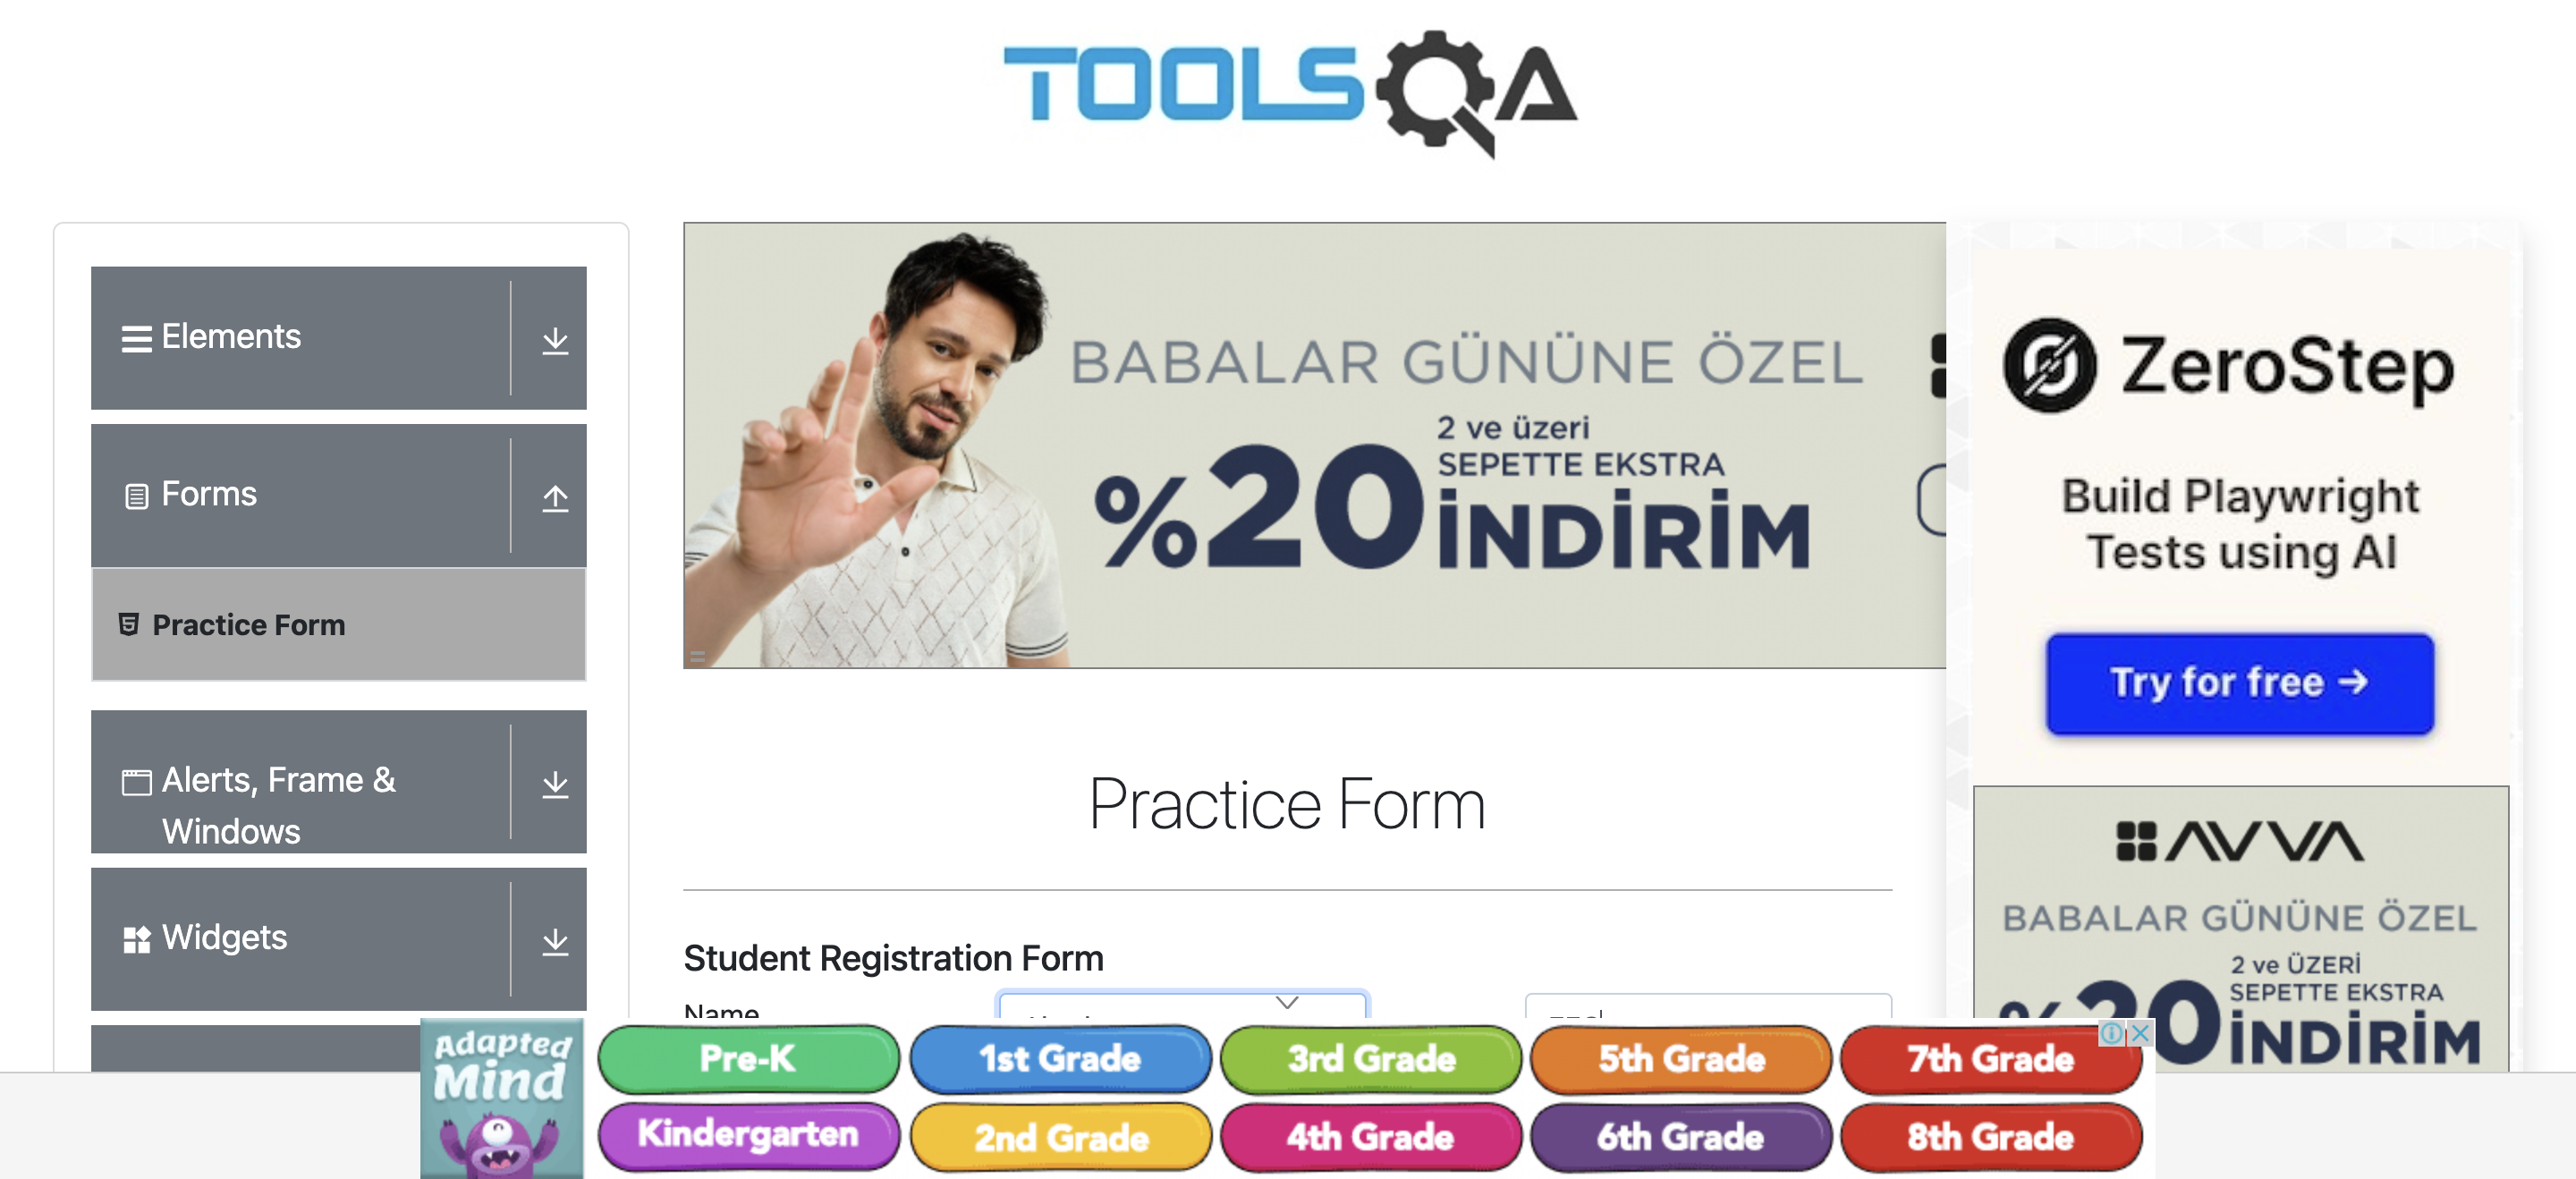 TOOLSQA
Elements
Forms
Practice Form
Alerts, Frame &
Windows
Widgets
BABALAR GÜNÜNE ÖZEL
2 ve üzeri
SEPETTE EKSTRA
%20 İNDİRİM
Practice Form
Student Registration Form
Name
ZeroStep
Build Playwright
Tests using AI
Try for free →
AVVA
BABALAR GÜNÜNE ÖZEL
2 ve ÜZERİ
SEPETTE EKSTRA
%20 İNDİRİM
Adapted
Mind
Pre-K
1st Grade
3rd Grade
5th Grade
7th Grade
Kindergarten
2nd Grade
4th Grade
6th Grade
8th Grade